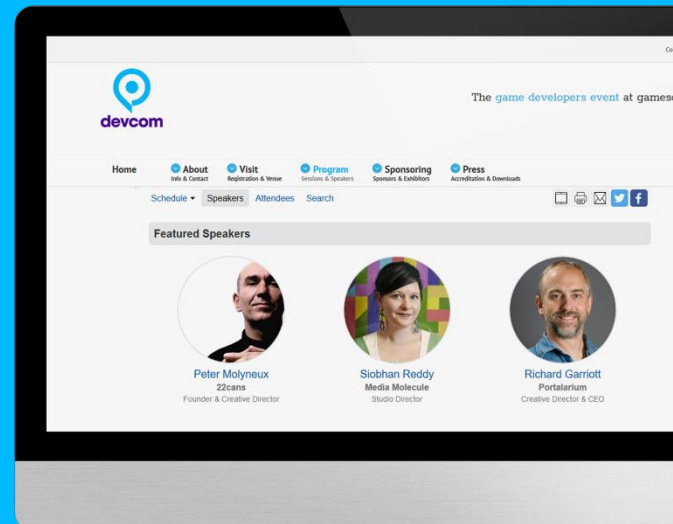 Co
devcom
The game developers event at gamesc
Home
About
Info & Contact
Visit
Registration & Venue
Program
Sessions & Speakers
Sponsoring
Sponsors & Exhibitors
Press
Accreditation & Downloads
Schedule
Speakers
Attendees
Search
Featured Speakers
Peter Molyneux
22cans
Founder & Creative Director
Siobhan Reddy
Media Molecule
Studio Director
Richard Garriott
Portalarium
Creative Director & CEO